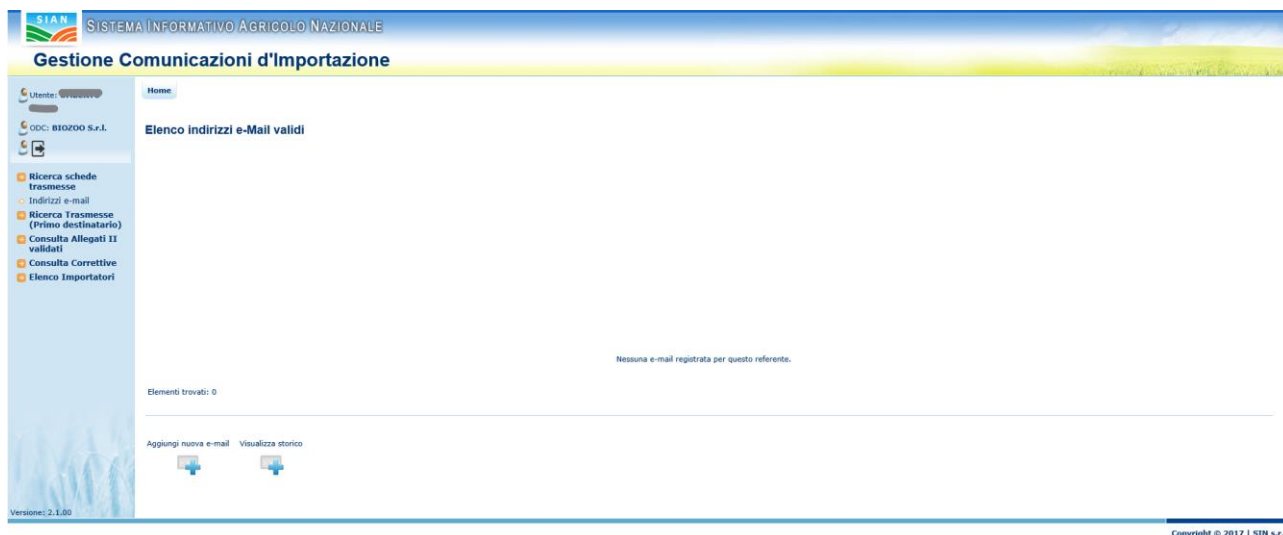 SIAN
SISTEMA INFORMATIVO AGRICOLO NAZIONALE
Gestione Comunicazioni d'Importazione
Utente:
ODC: BIOZOO S.r.l.
Ricerca schede
trasmesse
Indirizzi e-mail
Ricerca Trasmesse
(Primo destinatario)
Consulta Allegati II
validati
Consulta Correttive
Elenco Importatori
Versione: 2.1.00
Home
Elenco indirizzi e-Mail validi
Nessuna e-mail registrata per questo referente.
Elementi trovati: 0
Aggiungi nuova e-mail Visualizza storico
Copyright © 2017 | SIN s.r.